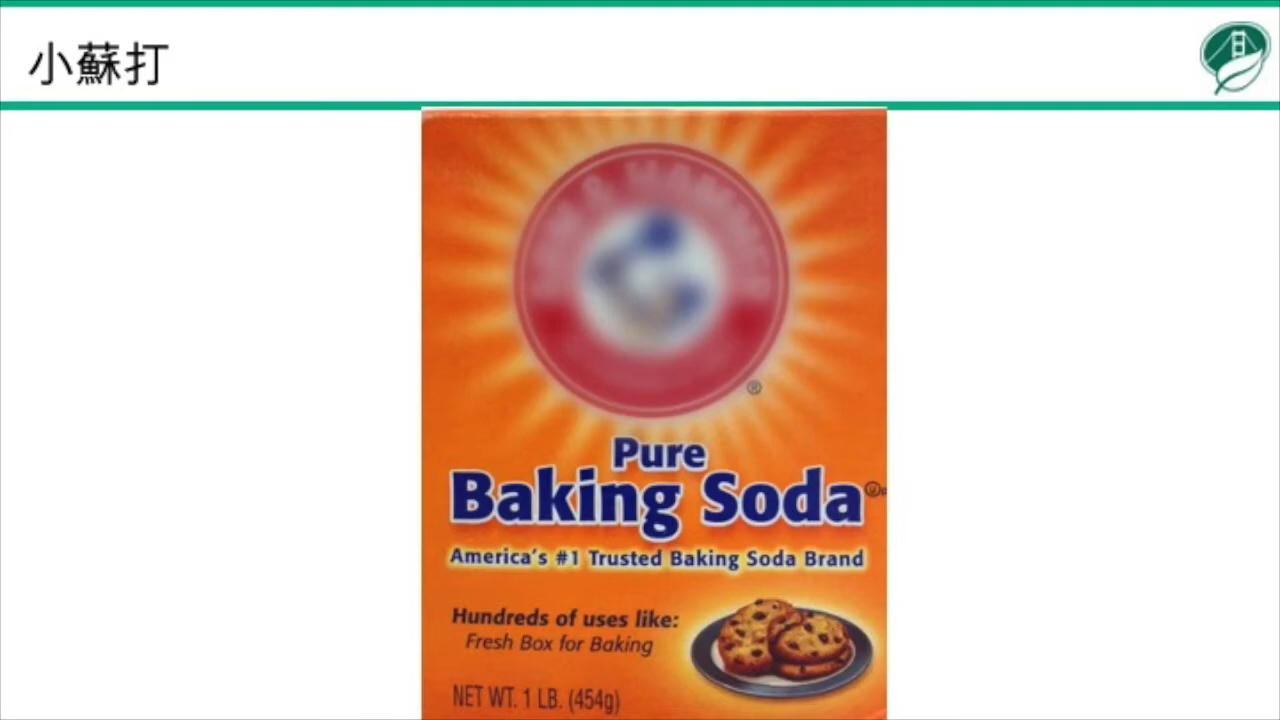 小蘇打
®
Pure
Baking Soda
America's #1 Trusted Baking Soda Brand
Hundreds of uses like:
Fresh Box for Baking
NET WT. 1 LB. (454g)